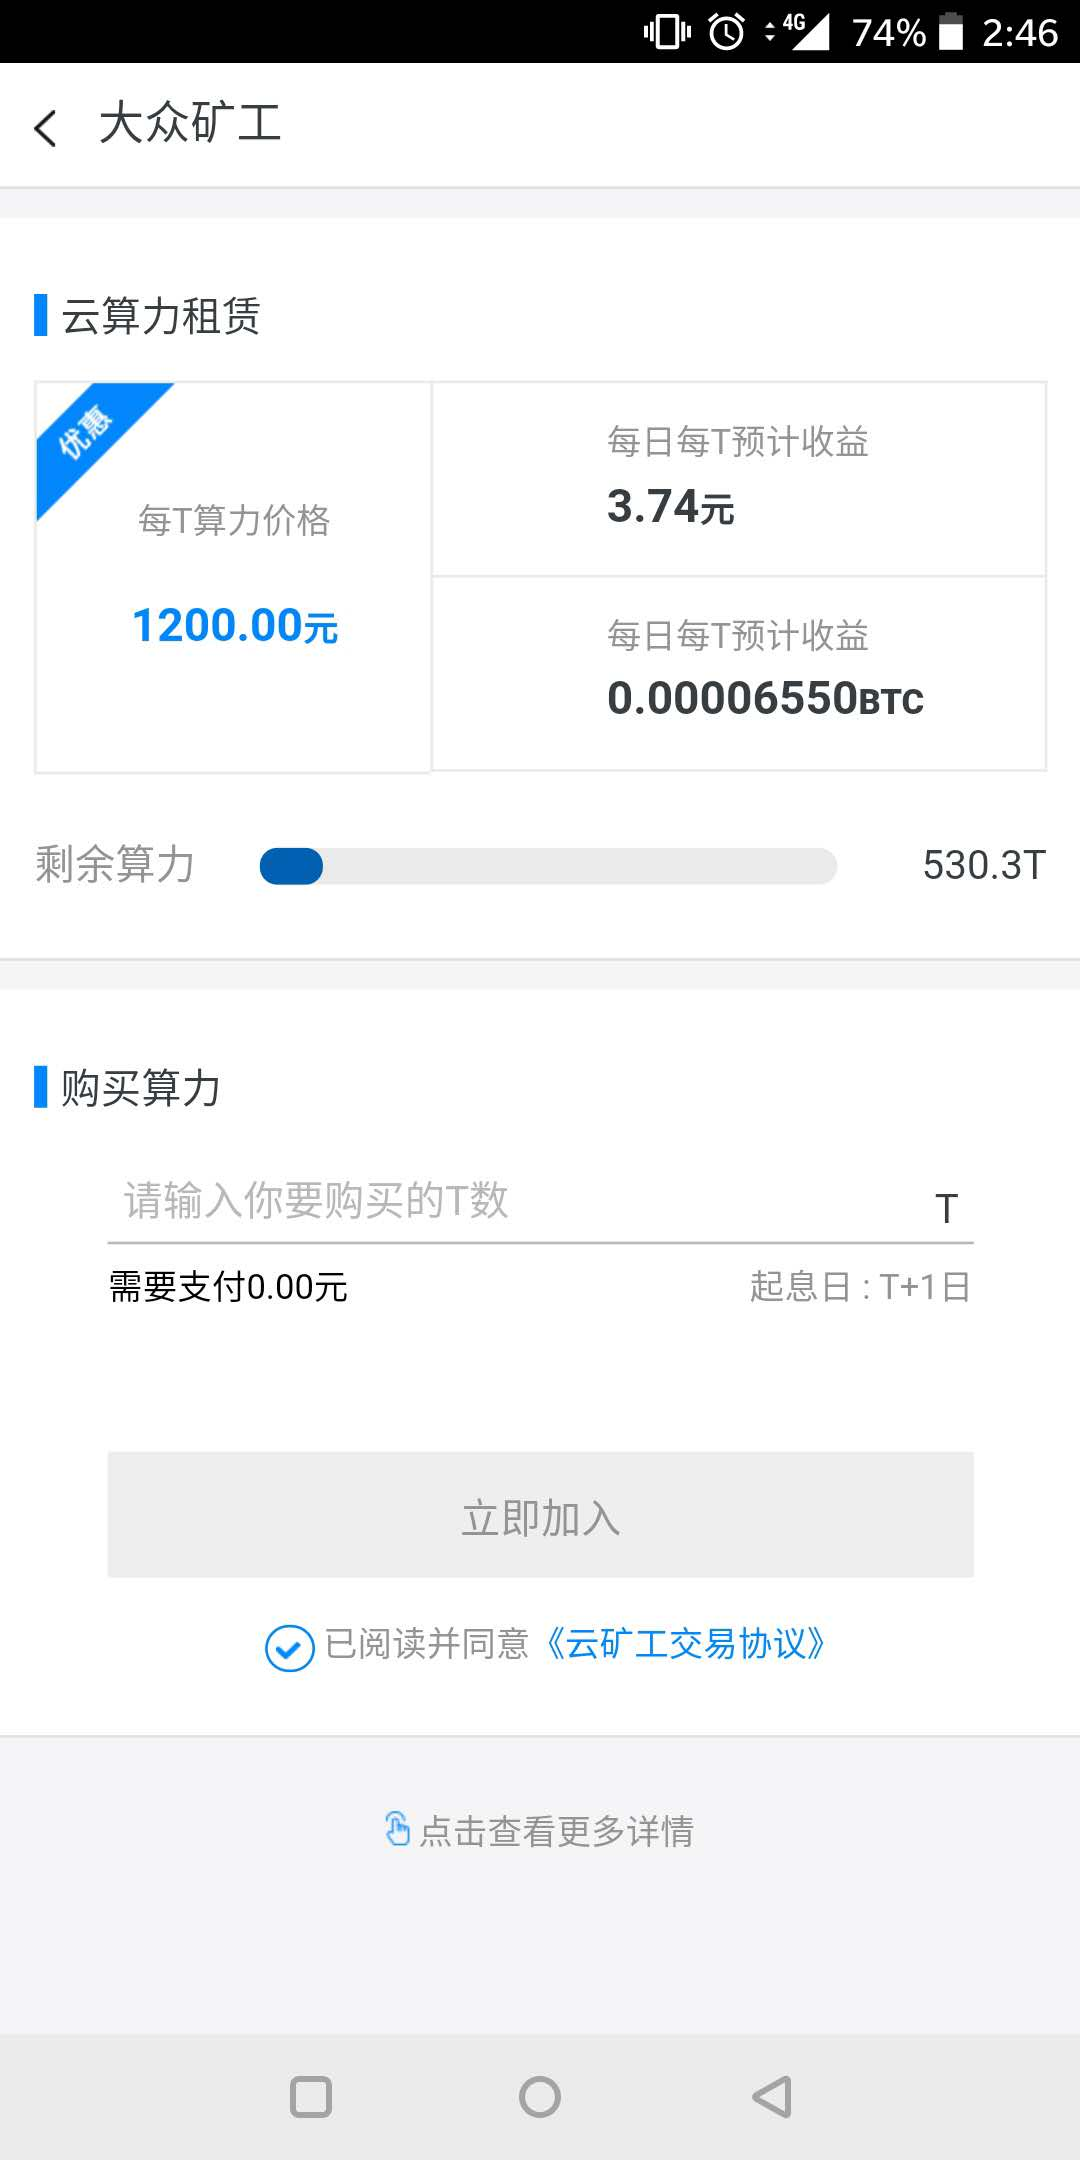 4G 74% 2:46
大众矿工
云算力租赁
优惠
每T算力价格
1200.00元
每日每T预计收益
3.74元
每日每T预计收益
0.00006550BTC
剩余算力 530.3T
购买算力
请输入你要购买的T数 T
需要支付0.00元 起息日：T+1日
立即加入
已阅读并同意《云矿工交易协议》
点击查看更多详情